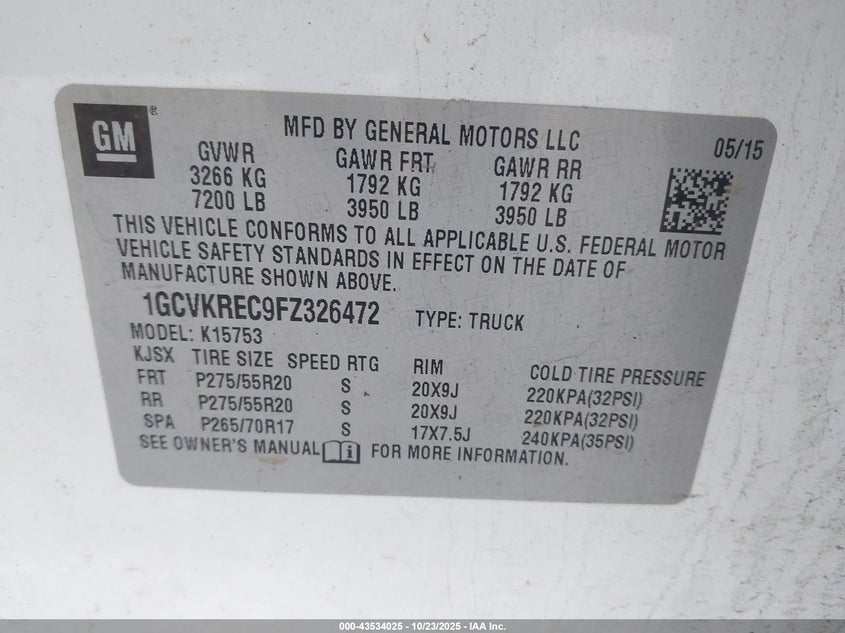 GM®
MFD BY GENERAL MOTORS LLC
05/15
GVWR GAWR FRT GAWR RR
3266 KG 1792 KG 1792 KG
7200 LB 3950 LB 3950 LB
THIS VEHICLE CONFORMS TO ALL APPLICABLE U.S. FEDERAL MOTOR
VEHICLE SAFETY STANDARDS IN EFFECT ON THE DATE OF
MANUFACTURE SHOWN ABOVE.
1GCVKREC9FZ326472 TYPE: TRUCK
MODEL: K15753
KJSX TIRE SIZE SPEED RTG RIM COLD TIRE PRESSURE
FRT P275/55R20 S 20X9J 220KPA(32PSI)
RR P275/55R20 S 20X9J 220KPA(32PSI)
SPA P265/70R17 S 17X7.5J 240KPA(35PSI)
SEE OWNER'S MANUAL i FOR MORE INFORMATION.
000-43534025 - 10/23/2025 - IAA Inc.